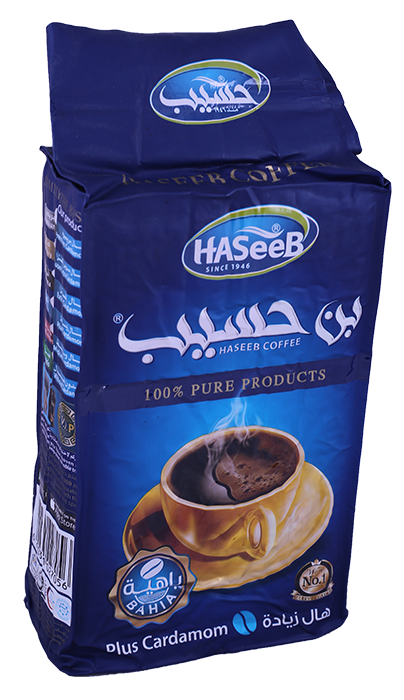 حسيب
HASEEB COFFEE
HASeeB®
SINCE 1946
بن حسيب®
HASEEB COFFEE
100% PURE PRODUCTS
باهية
BAHIA
No.1
Plus Cardamom
هال زيادة